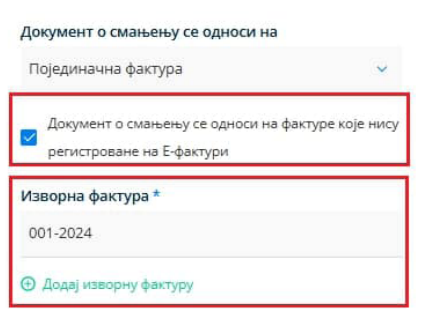 Документ о смањењу се односи на
Појединачна фактура
Документ о смањењу се односи на фактуре које нису
регистроване на Е-фактури
Изворна фактура *
001-2024
Додај изворну фактуру